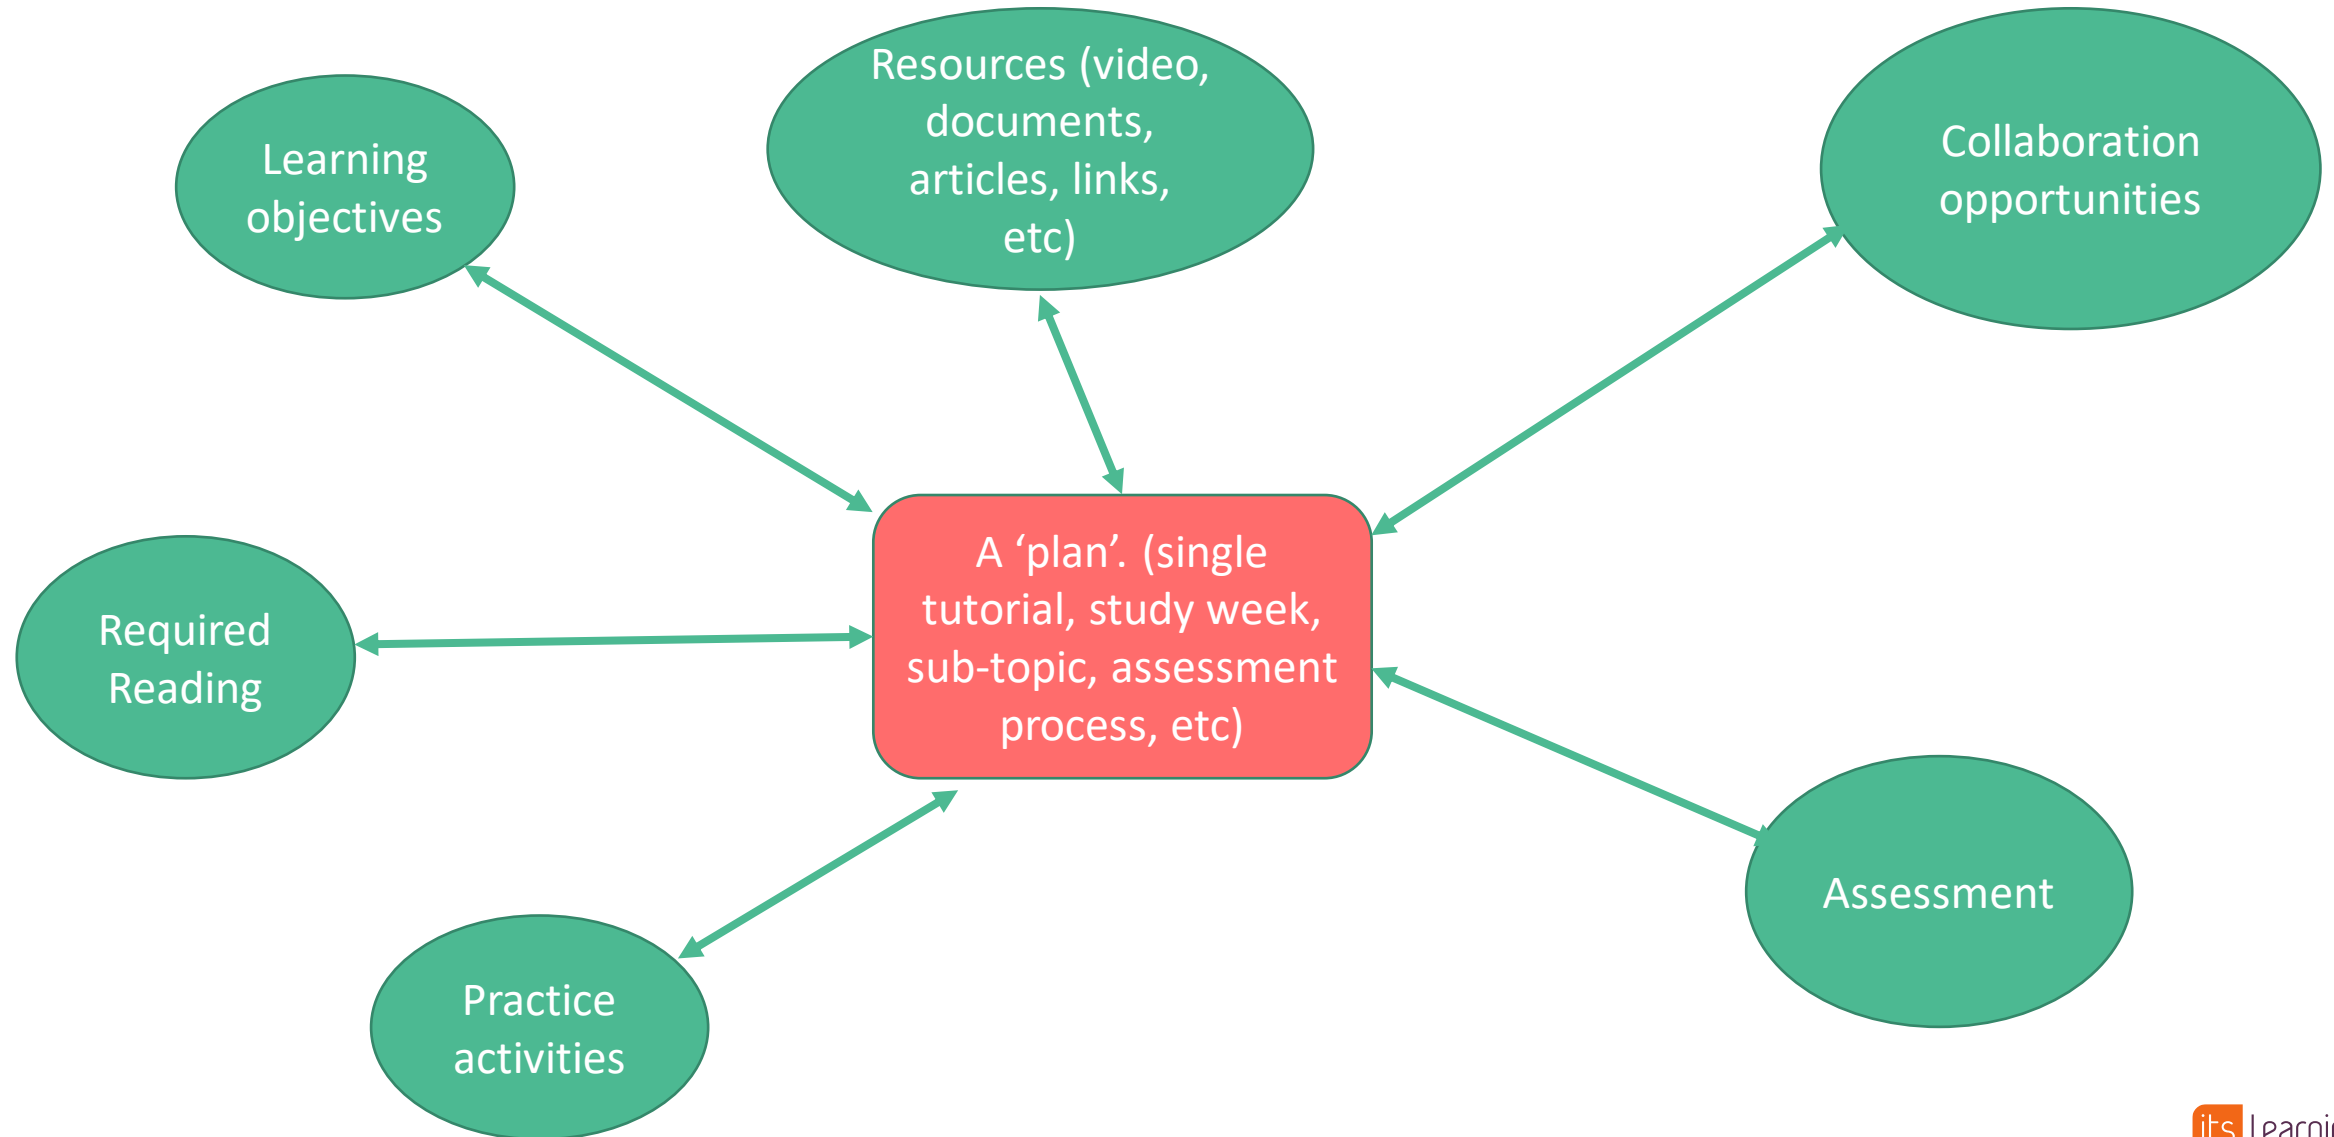 Resources (video,
documents,
articles, links,
etc)
Learning
objectives
Collaboration
opportunities
A ‘plan’. (single
tutorial, study week,
sub-topic, assessment
process, etc)
Required
Reading
Assessment
Practice
activities
its